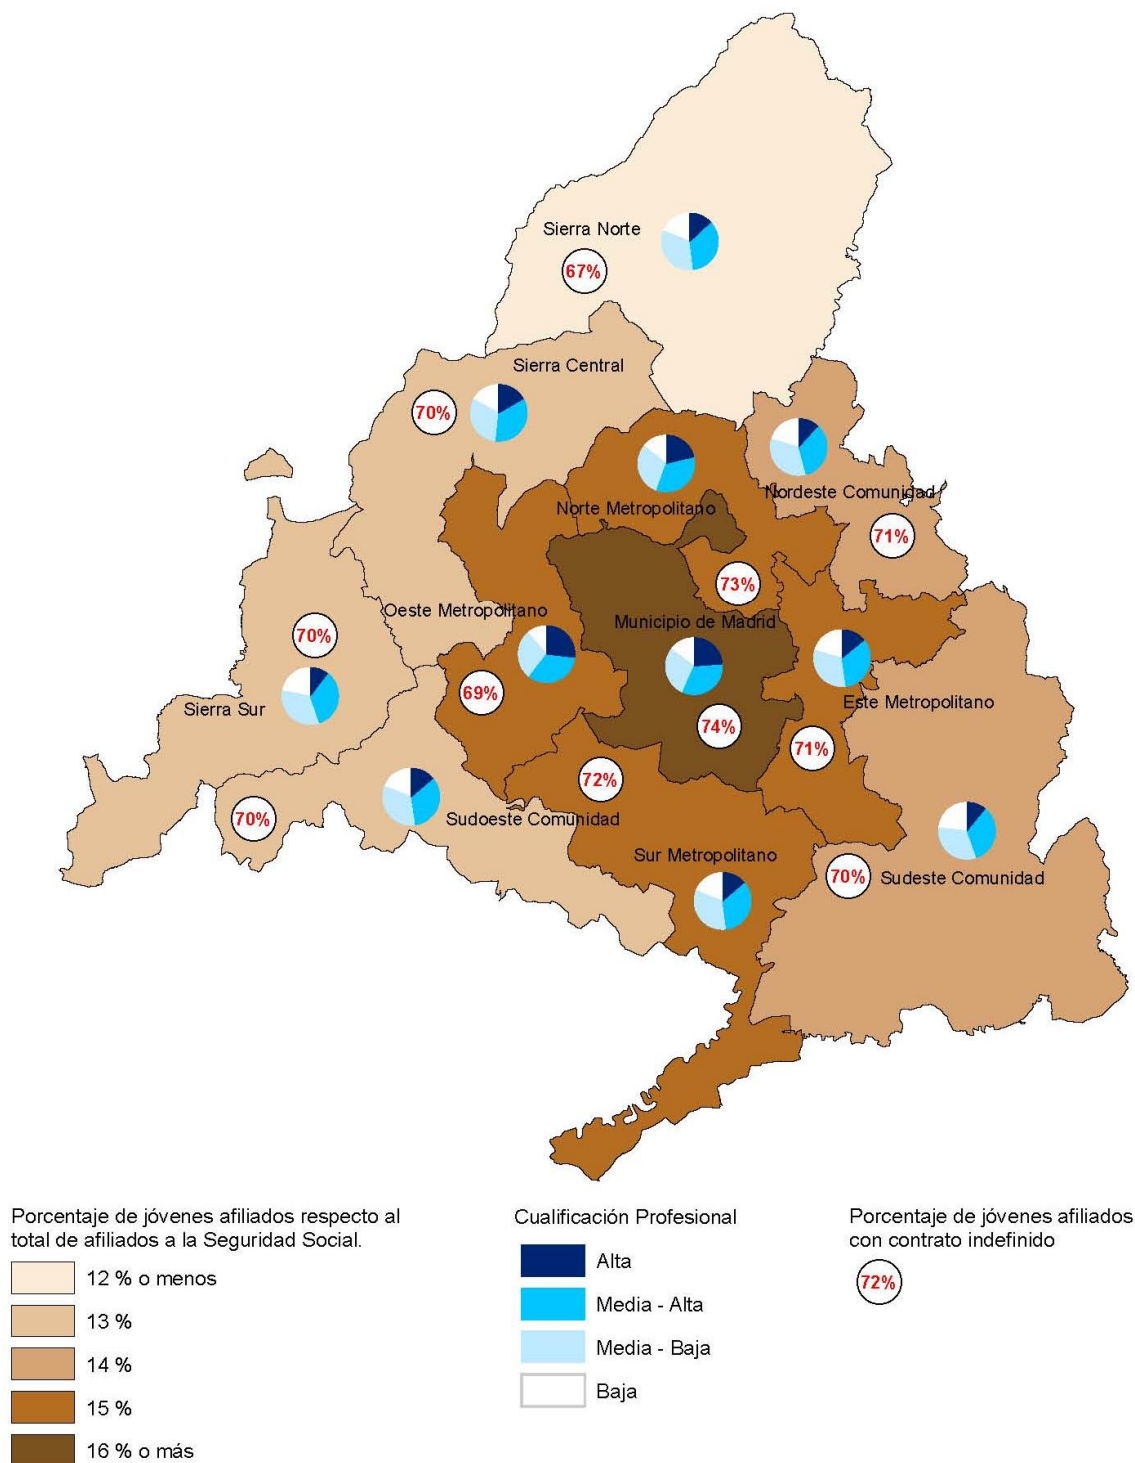 Sierra Norte
67%
Sierra Central
70%
Nordeste Comunidad
Norte Metropolitano
71%
73%
Oeste Metropolitano
Municipio de Madrid
70%
69%
Este Metropolitano
Sierra Sur
74%
71%
72%
70%
Sudoeste Comunidad
Sur Metropolitano
70%
Sudeste Comunidad
Porcentaje de jóvenes afiliados respecto al
total de afiliados a la Seguridad Social.
12 % o menos
13 %
14 %
15 %
16 % o más
Cualificación Profesional
Alta
Media - Alta
Media - Baja
Baja
Porcentaje de jóvenes afiliados
con contrato indefinido
72%